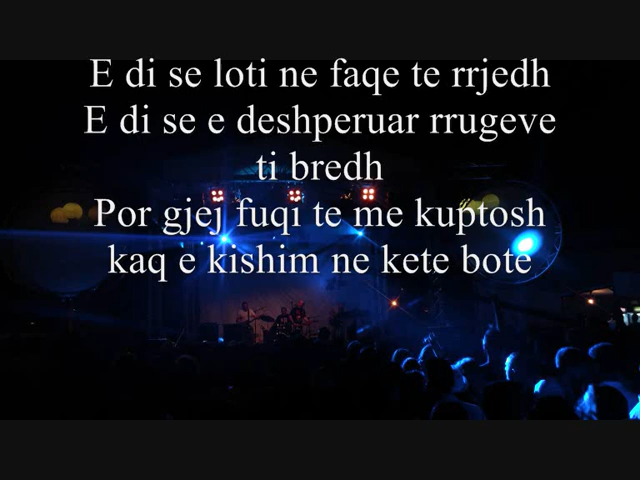 E di se loti ne faqe te rrjedh
E di se e deshperuar rrugeve
ti bredh
Por gjej fuqi te me kuptosh
kaq e kishim ne kete bote